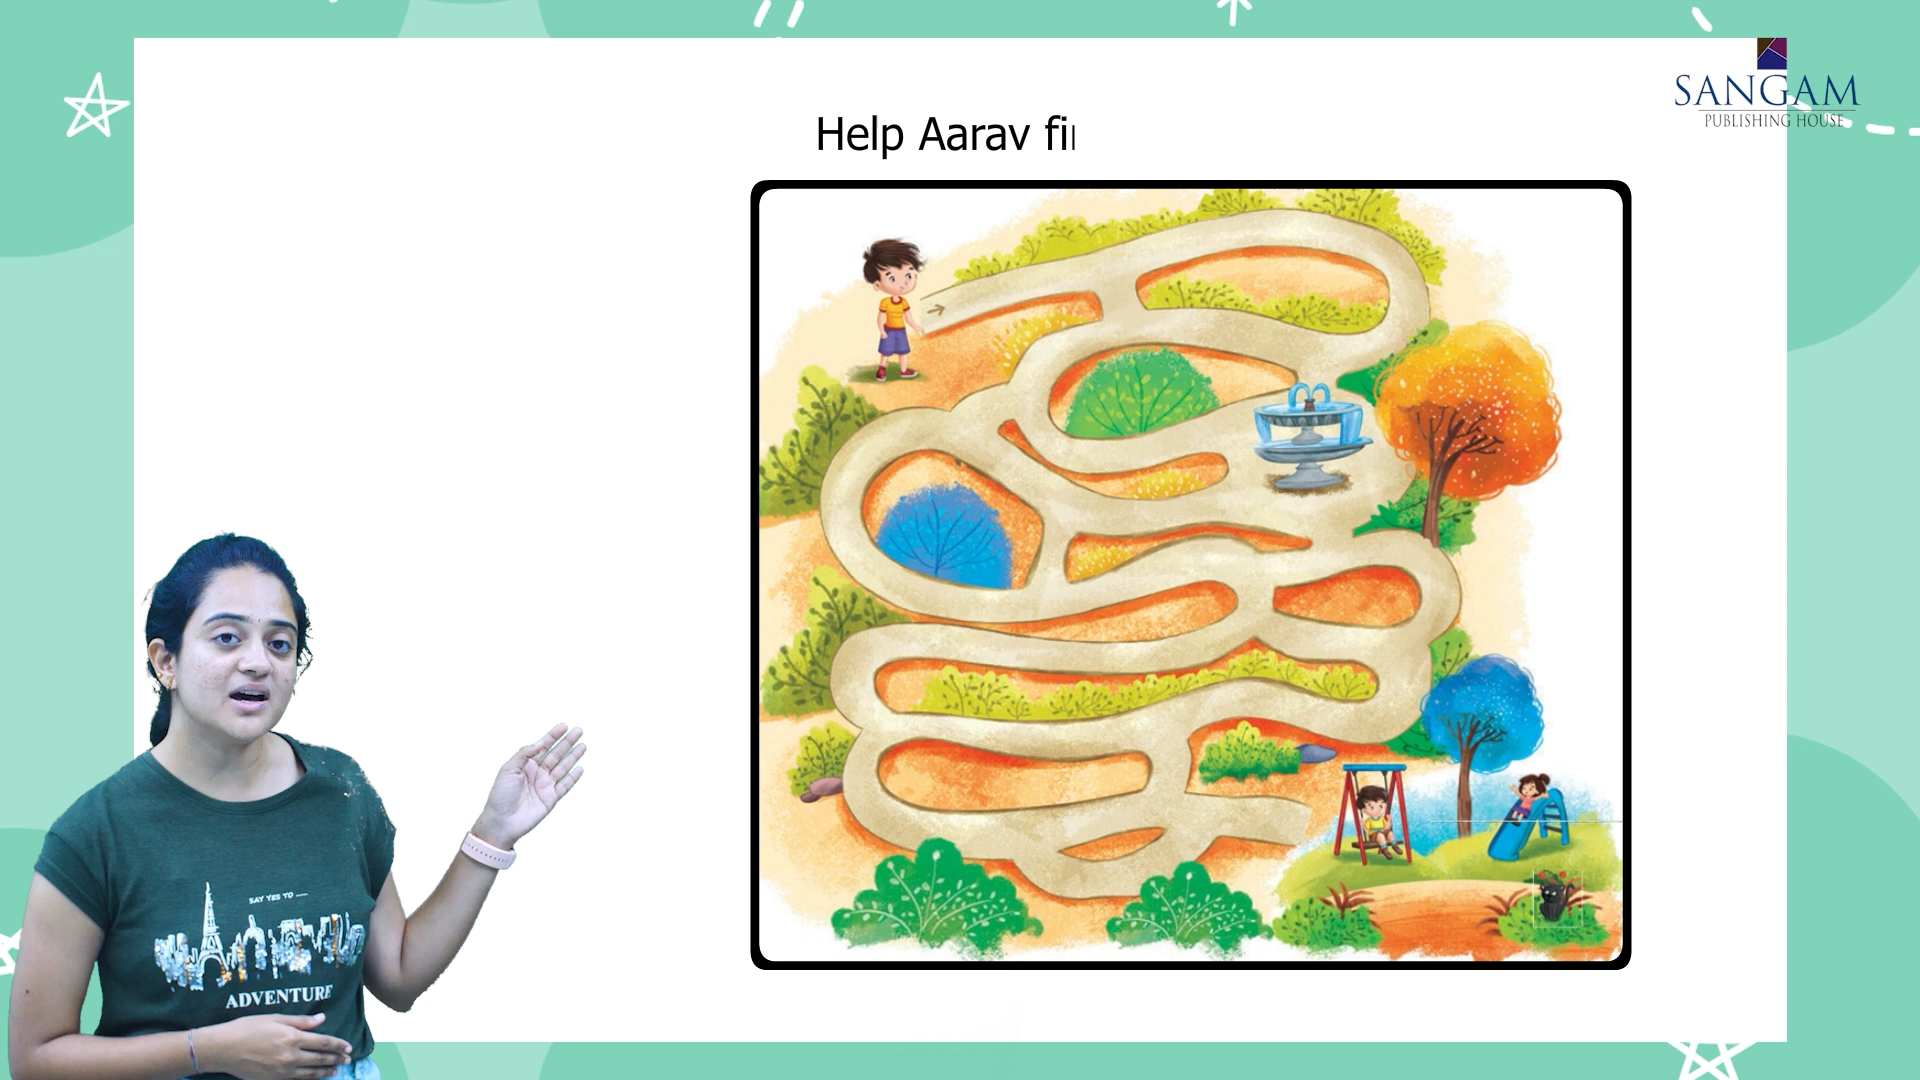 SANGAM
PUBLISHING HOUSE
Help Aarav fi
SAY YES TO
ADVENTURE